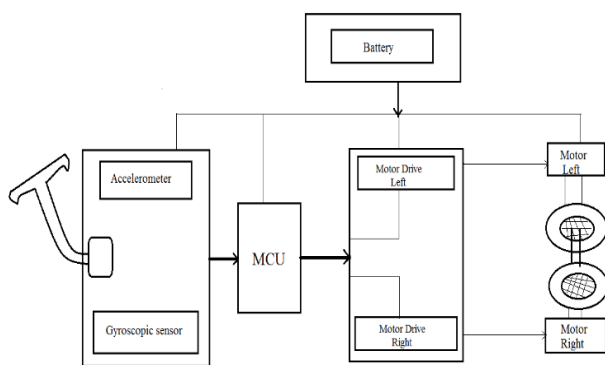 Battery
Accelerometer
Gyroscopic sensor
MCU
Motor Drive
Left
Motor Drive
Right
Motor
Left
Motor
Right